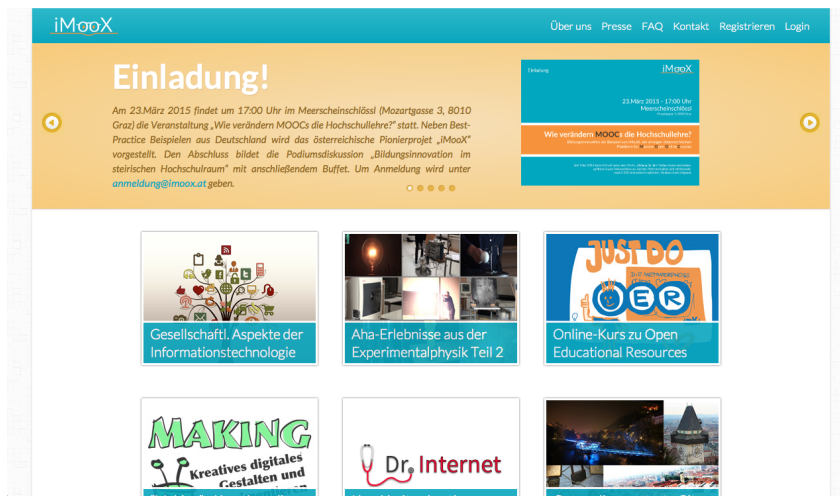 iMooX
Über uns Presse FAQ Kontakt Registrieren Login
Einladung!
Am 23.März 2015 findet um 17:00 Uhr im Meerscheinschlössl (Mozartgasse 3, 8010
Graz) die Veranstaltung „Wie verändern MOOCs die Hochschullehre?" statt. Neben Best-
Practice Beispielen aus Deutschland wird das österreichische Pionierprojekt „iMooX"
vorgestellt. Den Abschluss bildet die Podiumsdiskussion „Bildungsinnovation im
steirischen Hochschulraum" mit anschließendem Buffet. Um Anmeldung wird unter
anmeldung@imoox.at geben.
Einladung
iMooX
23.März 2015 - 17:00 Uhr
Meerscheinschlössl
Wie verändern MOOCs die Hochschullehre?
Gesellschaftl. Aspekte der
Informationstechnologie
Aha-Erlebnisse aus der
Experimentalphysik Teil 2
JUST DO
OER
Online-Kurs zu Open
Educational Resources
MAKING
Kreatives digitales
Gestalten und
Dr. Internet